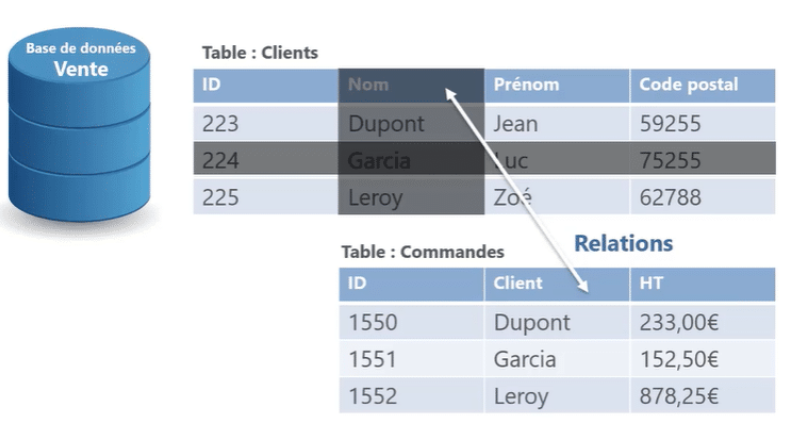 Base de données
Vente
Table : Clients
ID Nom Prénom Code postal
223 Dupont Jean 59255
224 Garcia Luc 75255
225 Leroy Zoé 62788
Relations
Table : Commandes
ID Client HT
1550 Dupont 233,00€
1551 Garcia 152,50€
1552 Leroy 878,25€